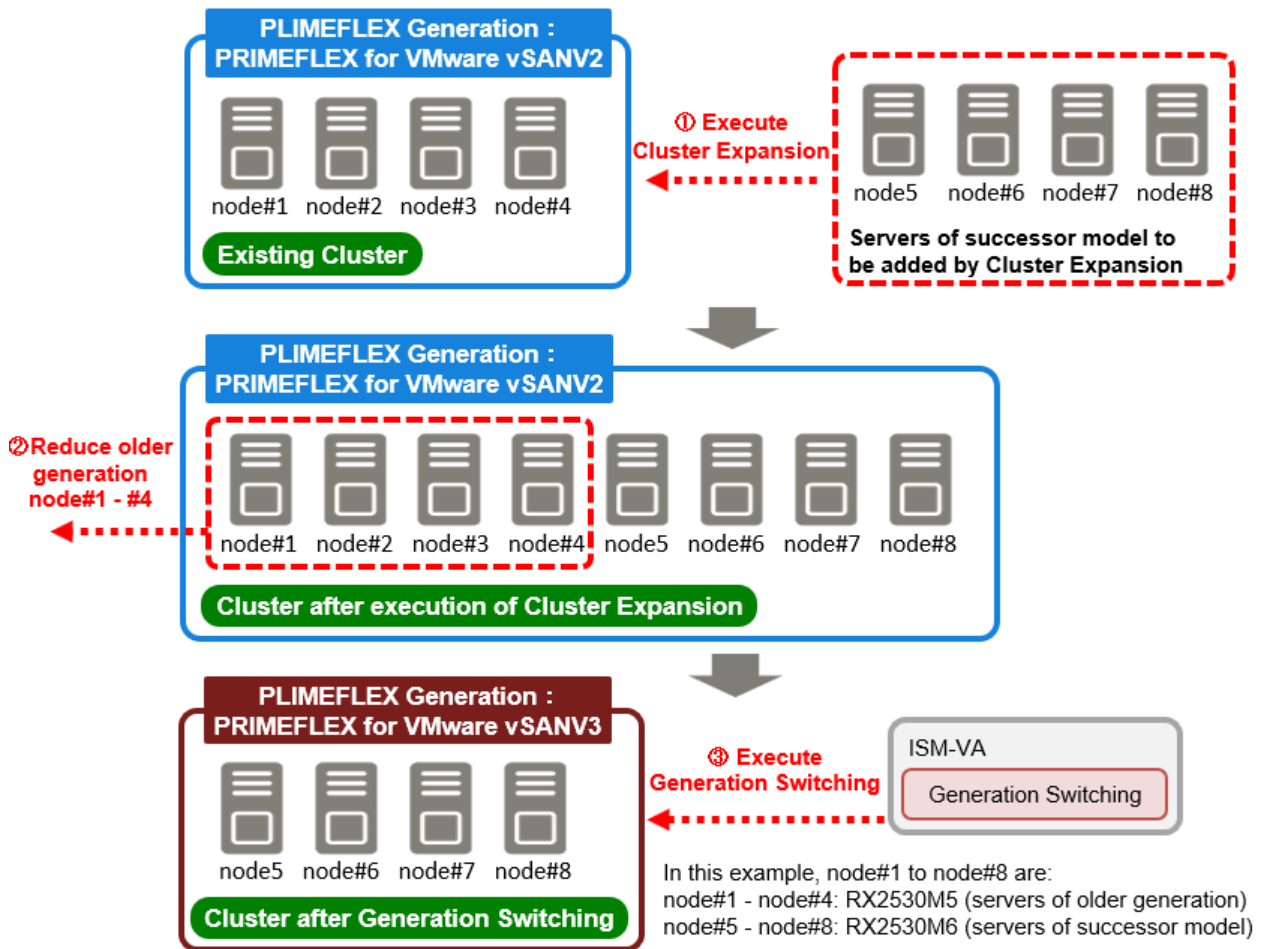 PLIMEFLEX Generation :
PRIMEFLEX for VMware vSANV2
node#1 node#2 node#3 node#4
Existing Cluster
① Execute
Cluster Expansion
node5 node#6 node#7 node#8
Servers of successor model to
be added by Cluster Expansion
PLIMEFLEX Generation :
PRIMEFLEX for VMware vSANV2
②Reduce older
generation
node#1 - #4
node#1 node#2 node#3 node#4 node5 node#6 node#7 node#8
Cluster after execution of Cluster Expansion
PLIMEFLEX Generation :
PRIMEFLEX for VMware vSANV3
node5 node#6 node#7 node#8
Cluster after Generation Switching
③ Execute
Generation Switching
ISM-VA
Generation Switching
In this example, node#1 to node#8 are:
node#1 - node#4: RX2530M5 (servers of older generation)
node#5 - node#8: RX2530M6 (servers of successor model)